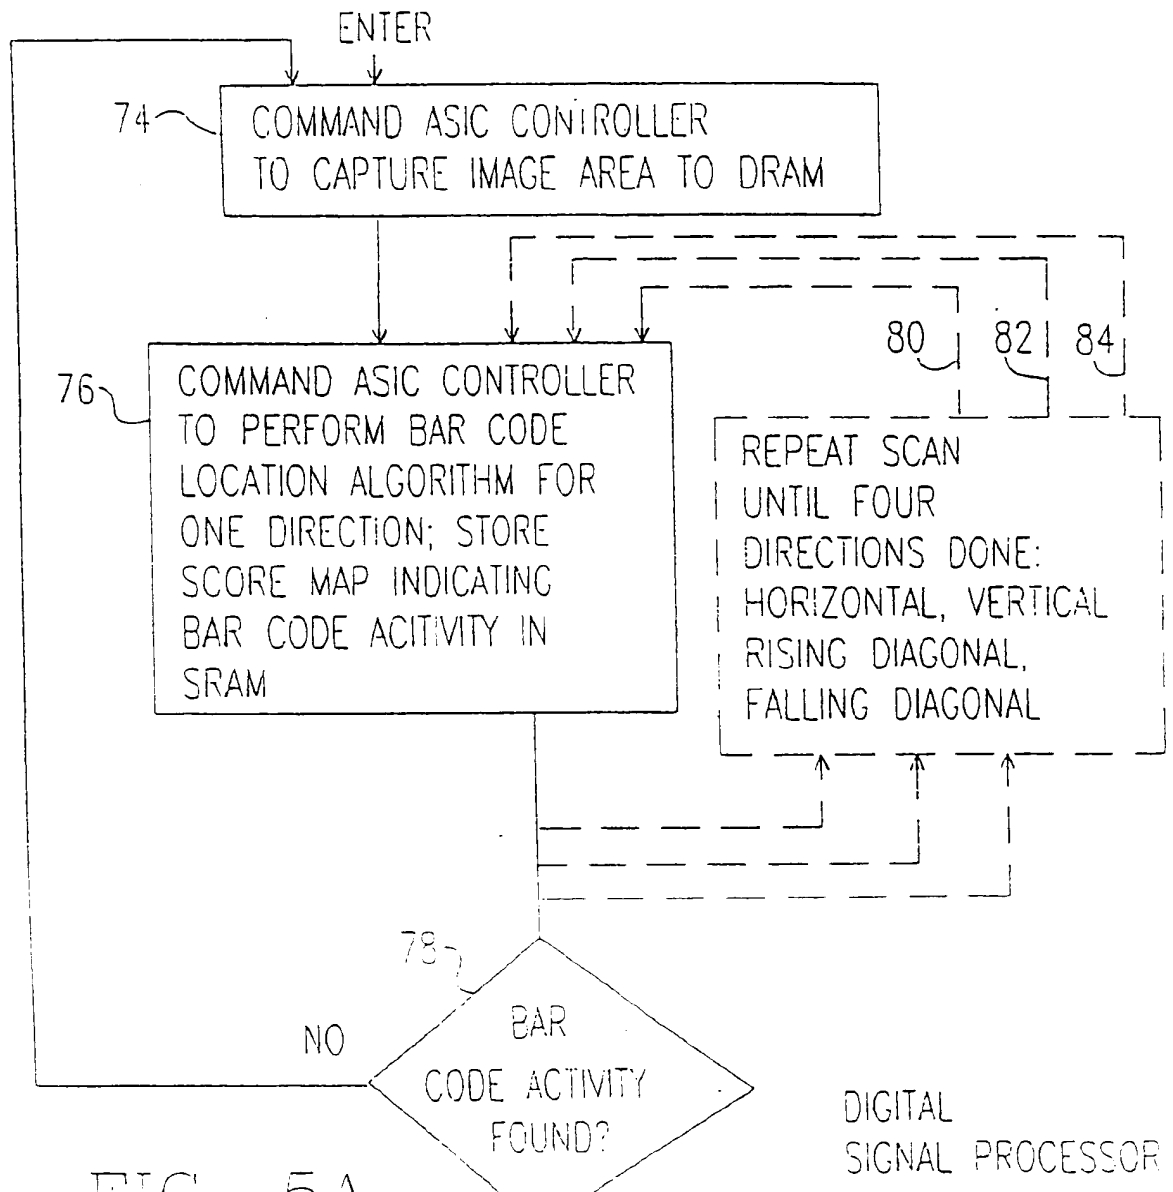 ENTER
74
COMMAND ASIC CONTROLLER
TO CAPTURE IMAGE AREA TO DRAM
80
82
84
76
COMMAND ASIC CONTROLLER
TO PERFORM BAR CODE
LOCATION ALGORITHM FOR
ONE DIRECTION; STORE
SCORE MAP INDICATING
BAR CODE ACITIVITY IN
SRAM
REPEAT SCAN
UNTIL FOUR
DIRECTIONS DONE:
HORIZONTAL, VERTICAL
RISING DIAGONAL,
FALLING DIAGONAL
78
NO
BAR
CODE ACTIVITY
FOUND?
DIGITAL
SIGNAL PROCESSOR
FIG. 5A